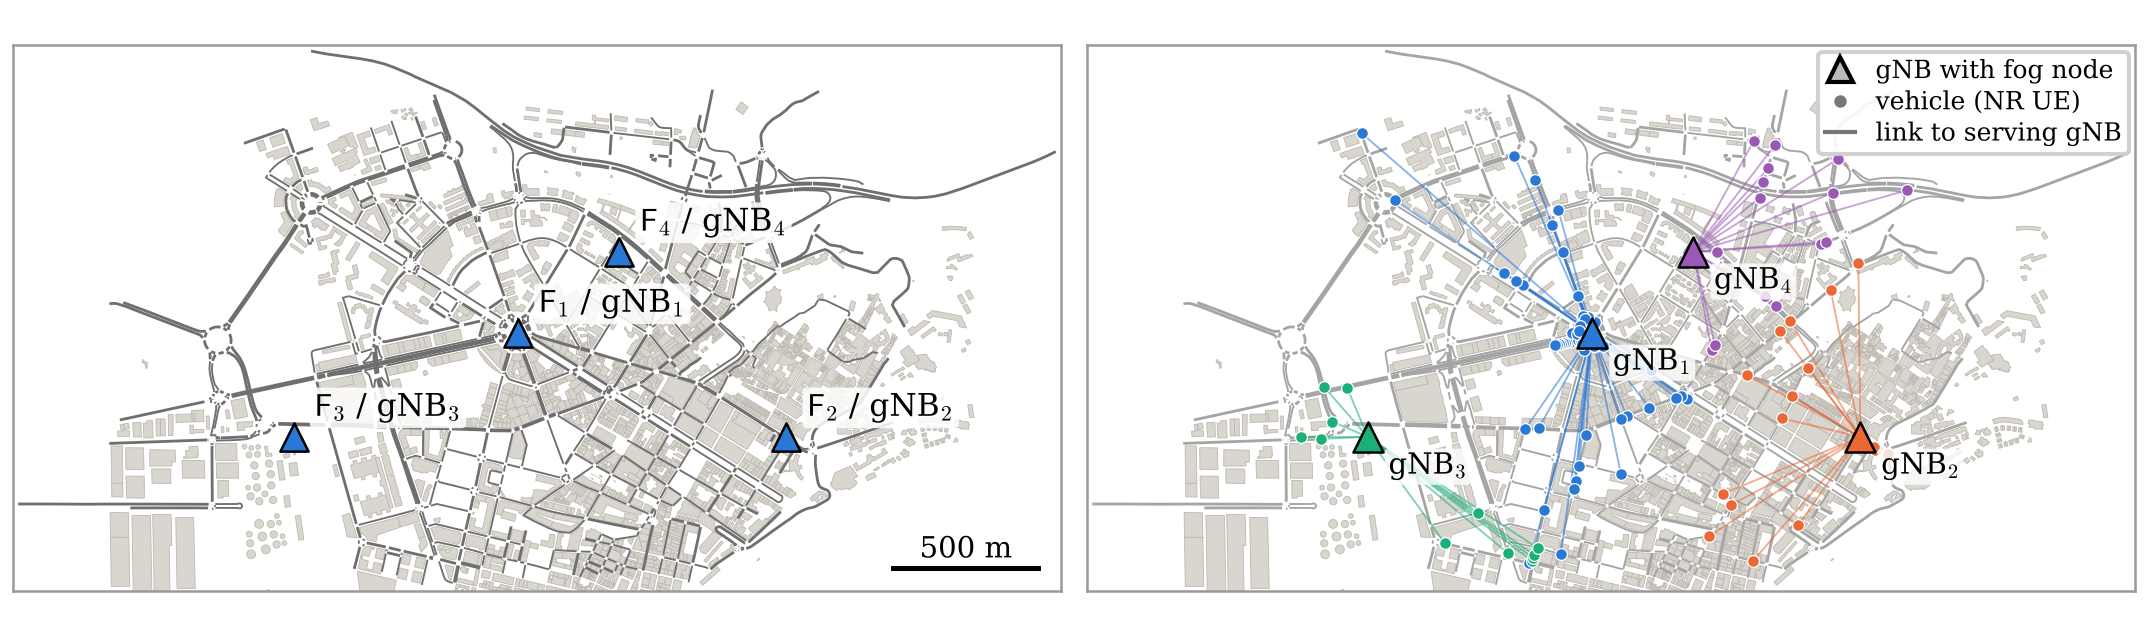 F₄ / gNB₄
F₁ / gNB₁
F₃ / gNB₃
F₂ / gNB₂
500 m
gNB with fog node
vehicle (NR UE)
link to serving gNB
gNB₄
gNB₁
gNB₃
gNB₂